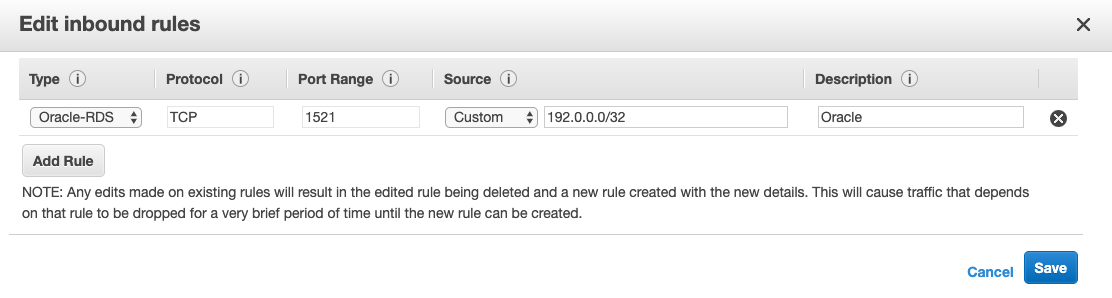 Edit inbound rules
Type Protocol Port Range Source Description
Oracle-RDS TCP 1521 Custom 192.0.0.0/32 Oracle
Add Rule
NOTE: Any edits made on existing rules will result in the edited rule being deleted and a new rule created with the new details. This will cause traffic that depends
on that rule to be dropped for a very brief period of time until the new rule can be created.
Cancel Save